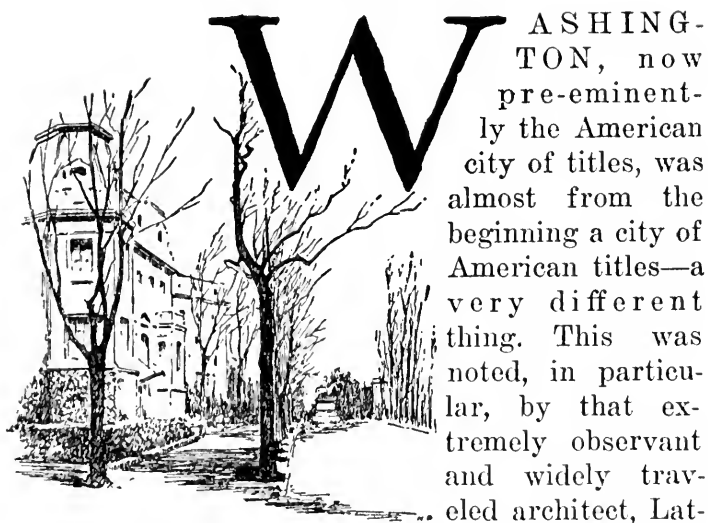 WASHING-
TON, now
pre-eminent-
ly the American
city of titles, was
almost from the
beginning a city of
American titles—a
very different
thing. This was
noted, in particu-
lar, by that ex-
tremely observant
and widely trav-
eled architect, Lat-